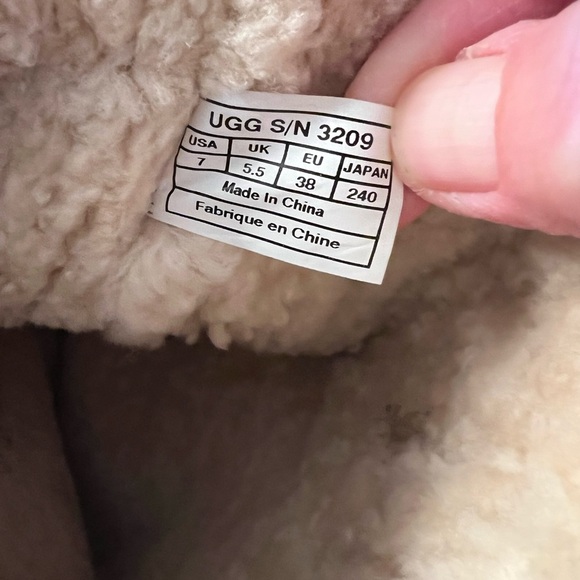 UGG S/N 3209
USA UK EU JAPAN
7 5.5 38 240
Made In China
Fabrique en Chine